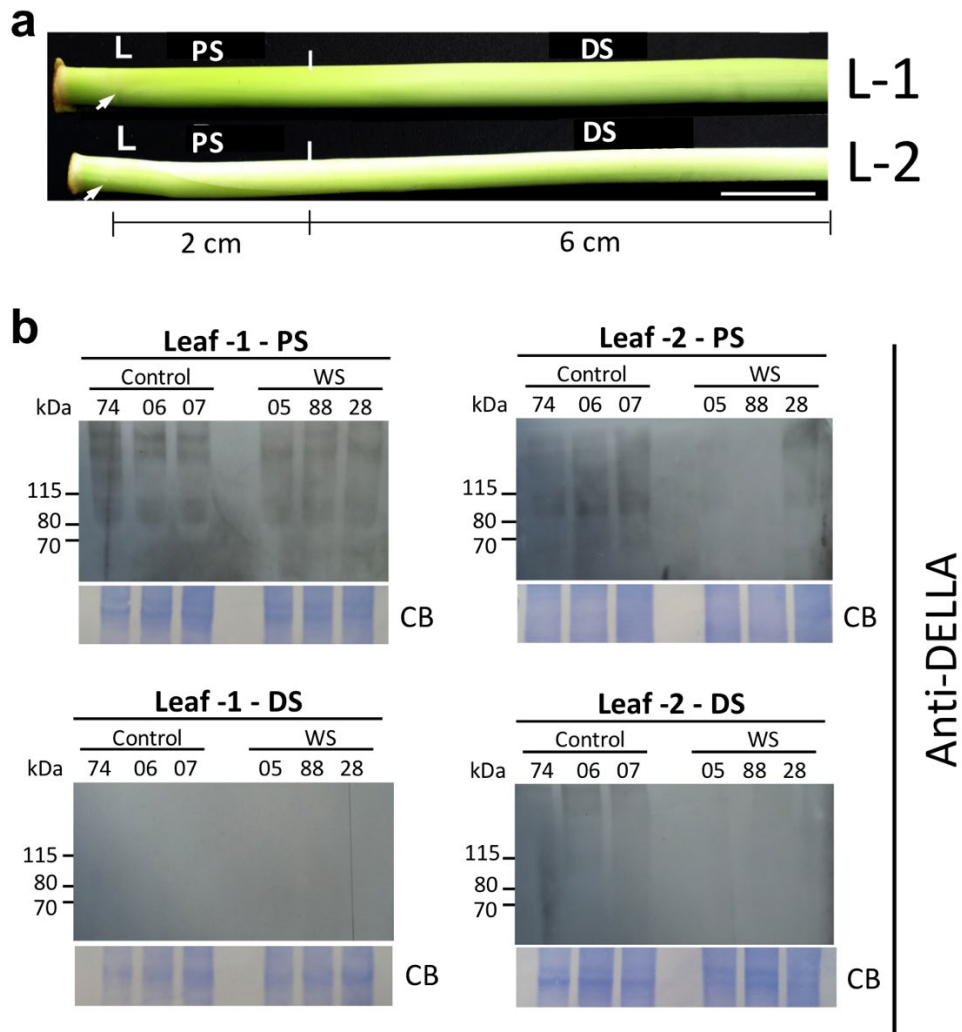 a
L PS DS L-1
L PS DS L-2
2 cm 6 cm
b
Leaf -1 - PS
Control WS
kDa 74 06 07 05 88 28
115
80
70
CB
Leaf -2 - PS
Control WS
kDa 74 06 07 05 88 28
115
80
70
CB
Leaf -1 - DS
Control WS
kDa 74 06 07 05 88 28
115
80
70
CB
Leaf -2 - DS
Control WS
kDa 74 06 07 05 88 28
115
80
70
CB
Anti-DELLA